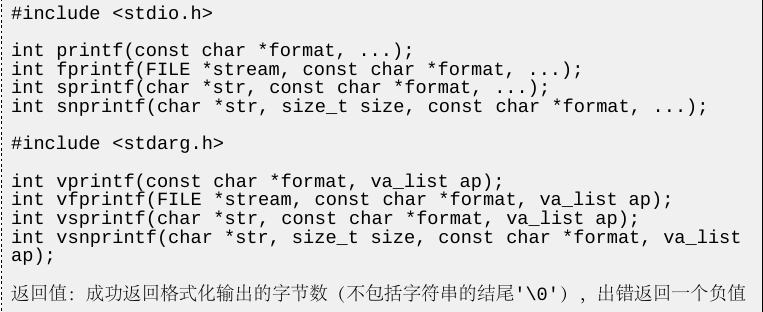 #include <stdio.h>
int printf(const char *format, ...);
int fprintf(FILE *stream, const char *format, ...);
int sprintf(char *str, const char *format, ...);
int snprintf(char *str, size_t size, const char *format, ...);
#include <stdarg.h>
int vprintf(const char *format, va_list ap);
int vfprintf(FILE *stream, const char *format, va_list ap);
int vsprintf(char *str, const char *format, va_list ap);
int vsnprintf(char *str, size_t size, const char *format, va_list
ap);
返回值：成功返回格式化输出的字节数（不包括字符串的结尾'\0'），出错返回一个负值